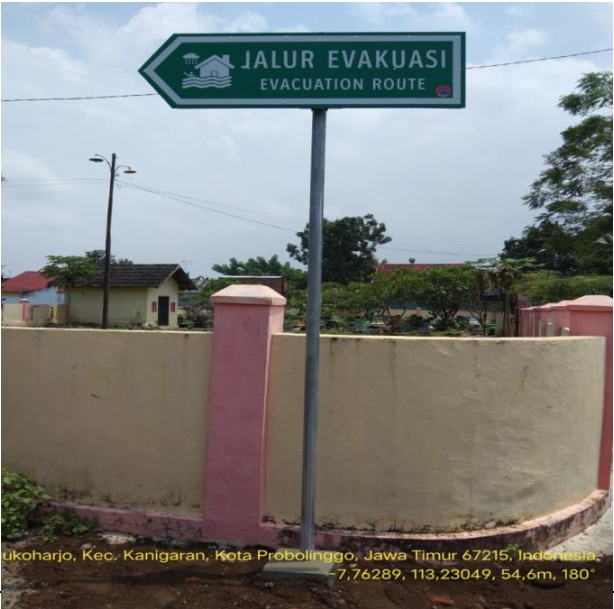 JALUR EVAKUASI
EVACUATION ROUTE
ukoharjo, Kec. Kanigaran, Kota Probolinggo, Jawa Timur 67215, Indonesia,
-7,76289, 113,23049, 54,6m, 180°